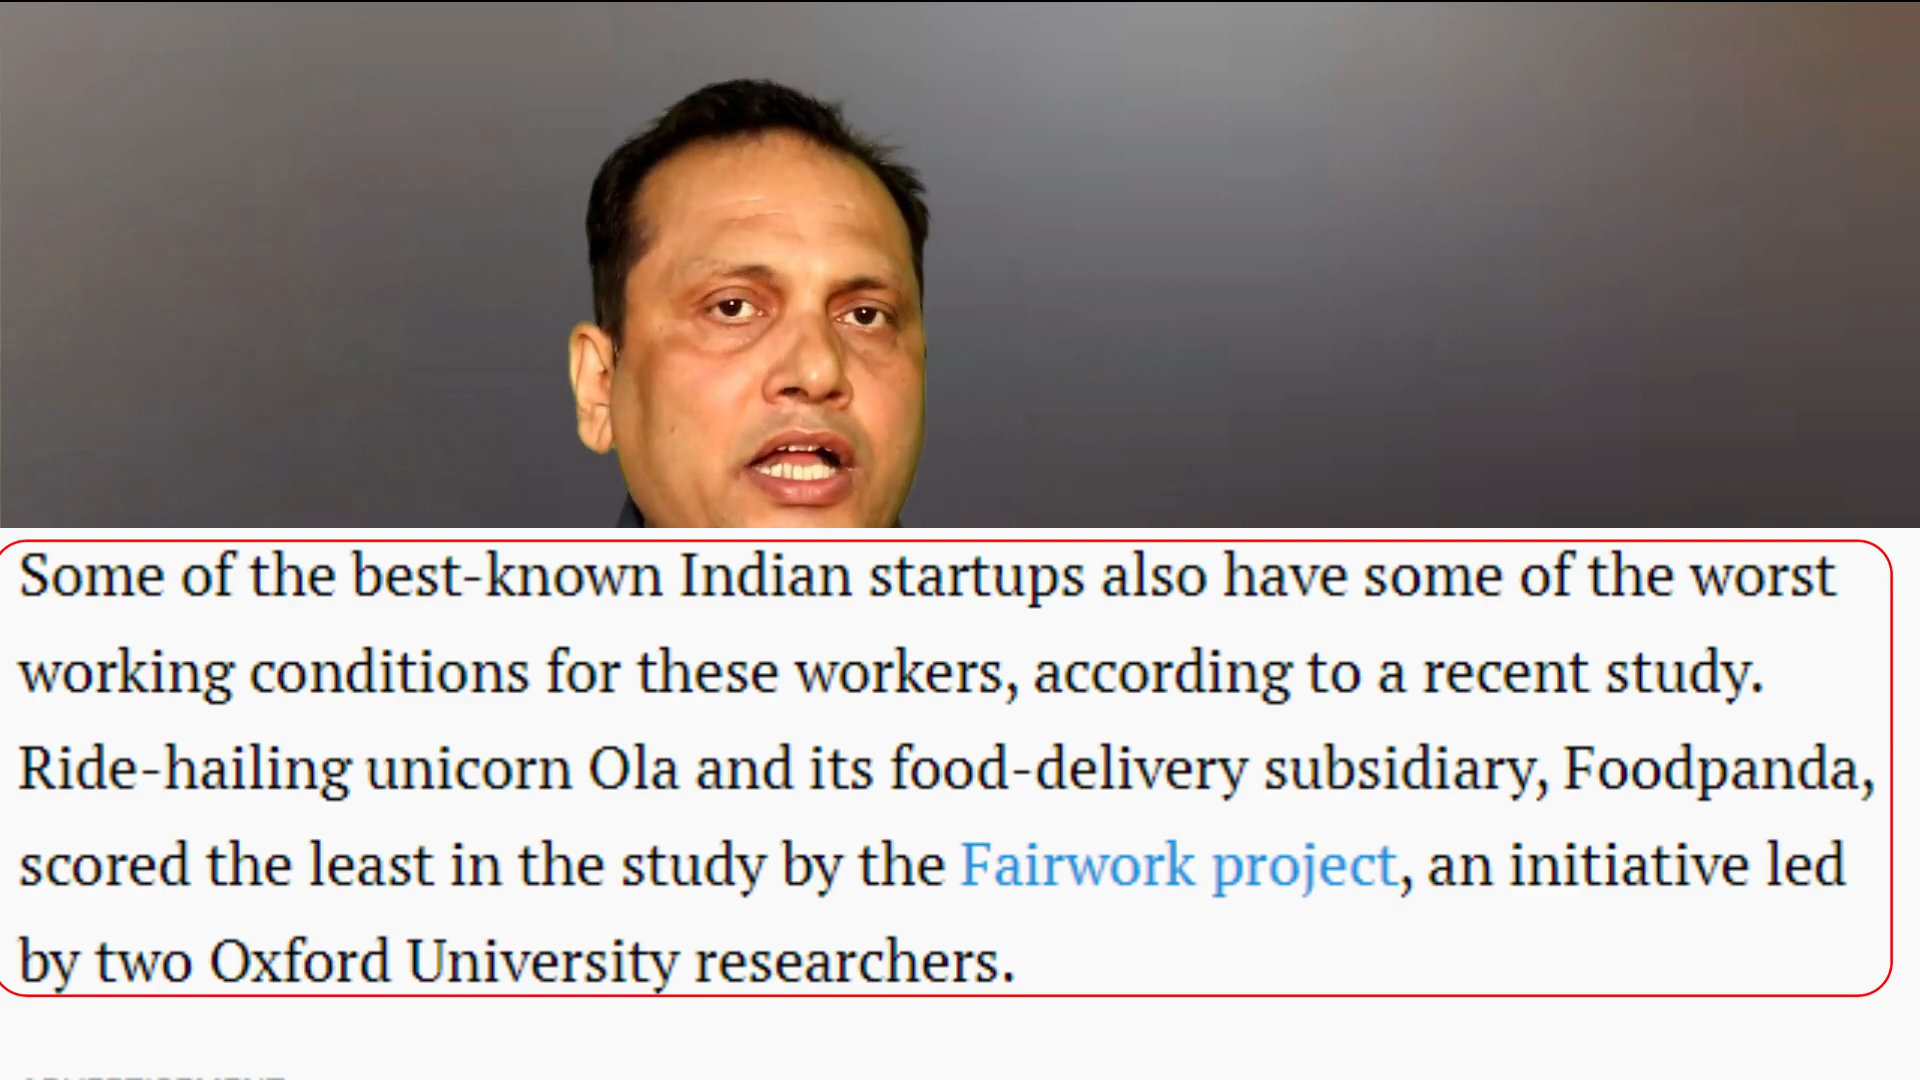 Some of the best-known Indian startups also have some of the worst
working conditions for these workers, according to a recent study.
Ride-hailing unicorn Ola and its food-delivery subsidiary, Foodpanda,
scored the least in the study by the Fairwork project, an initiative led
by two Oxford University researchers.